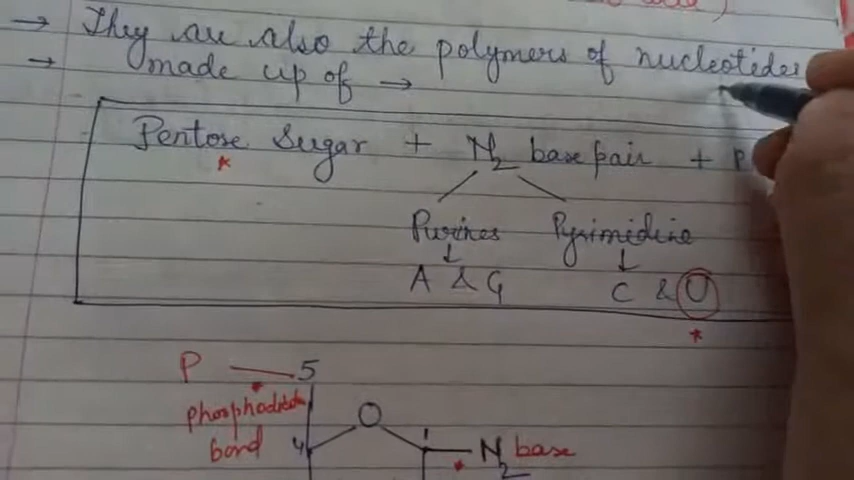 → They are also the polymers of nucleotides
→ made up of →
Pentose Sugar + N2 base pair + P
*
Purines Pyrimidine
↓ ↓
A & G C & U
*
P — 5
phosphodiester
bond 4 O 1 N2 base